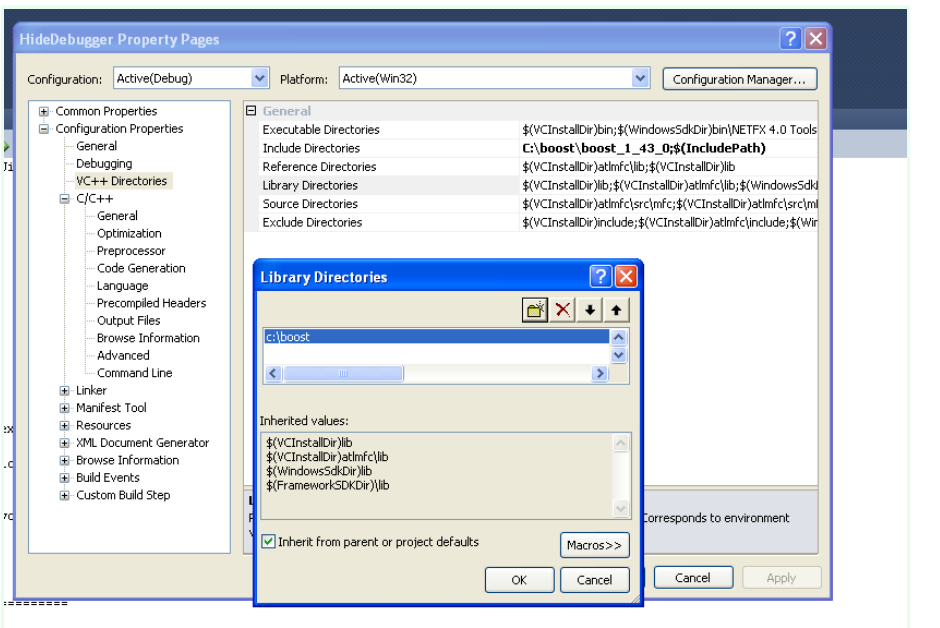 HideDebugger Property Pages
Configuration: Active(Debug) Platform: Active(Win32) Configuration Manager...
Common Properties
Configuration Properties
General
Debugging
VC++ Directories
C/C++
General
Optimization
Preprocessor
Code Generation
Language
Precompiled Headers
Output Files
Browse Information
Advanced
Command Line
Linker
Manifest Tool
Resources
XML Document Generator
Browse Information
Build Events
Custom Build Step
General
Executable Directories $(VCInstallDir)bin;$(WindowsSdkDir)bin\NETFX 4.0 Tools
Include Directories C:\boost\boost_1_43_0;$(IncludePath)
Reference Directories $(VCInstallDir)atlmfc\lib;$(VCInstallDir)lib
Library Directories $(VCInstallDir)lib;$(VCInstallDir)atlmfc\lib;$(WindowsSdkl
Source Directories $(VCInstallDir)atlmfc\src\mfc;$(VCInstallDir)atlmfc\src\ml
Exclude Directories $(VCInstallDir)include;$(VCInstallDir)atlmfc\include;$(Wir
Library Directories
c:\boost
Inherited values:
$(VCInstallDir)lib
$(VCInstallDir)atlmfc\lib
$(WindowsSdkDir)lib
$(FrameworkSDKDir)\lib
Inherit from parent or project defaults
Macros>>
OK Cancel
Corresponds to environment
Cancel Apply
=========